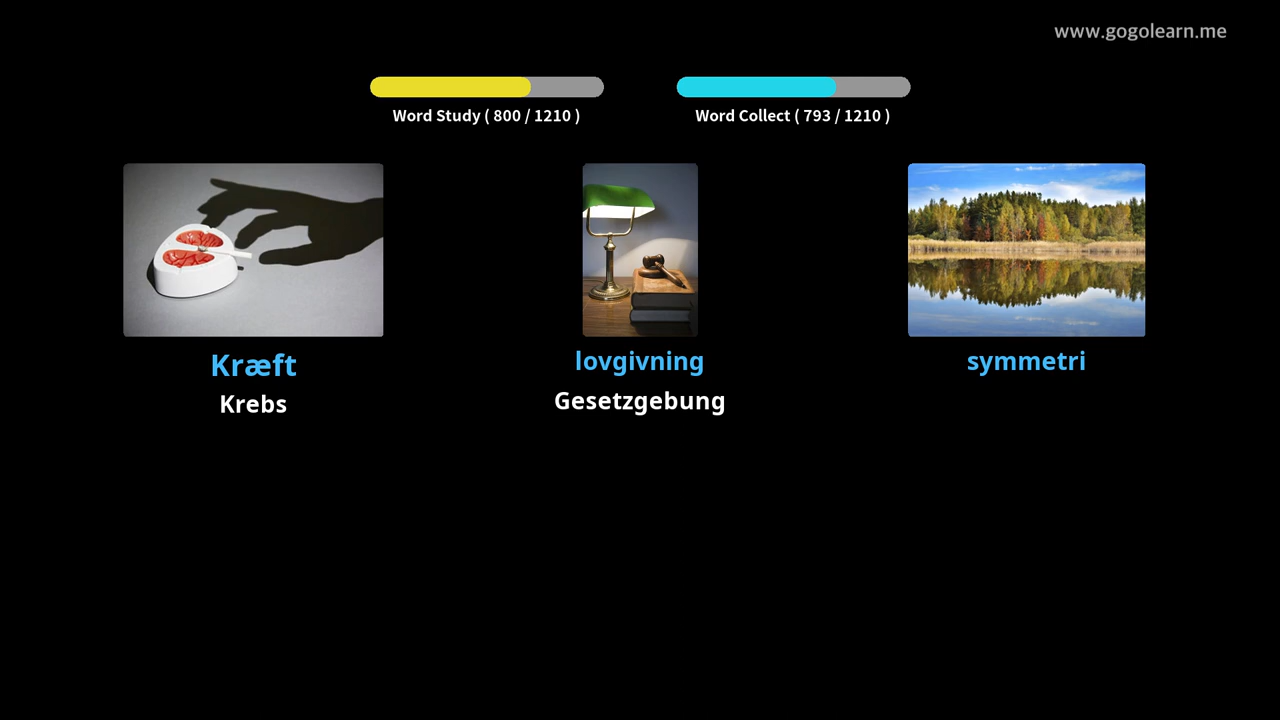 www.gogolearn.me
Word Study ( 800 / 1210 )
Word Collect ( 793 / 1210 )
Kræft
Krebs
lovgivning
Gesetzgebung
symmetri